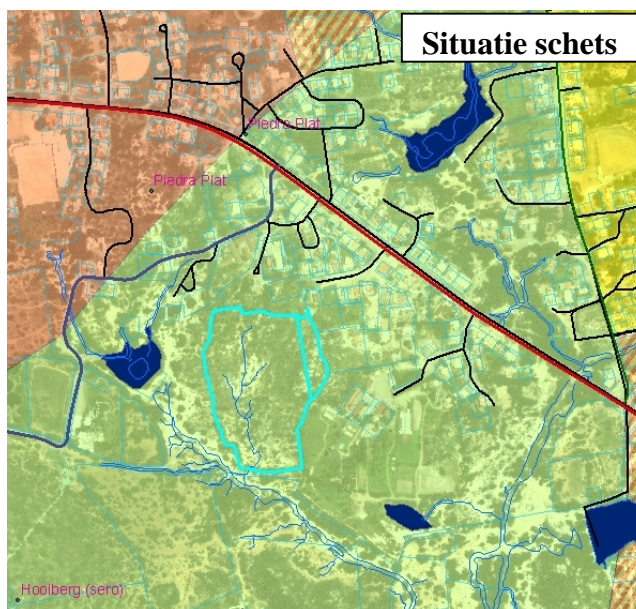 Situatie schets
Piedra Plat
Piedra Plat
Hooiberg (sero)